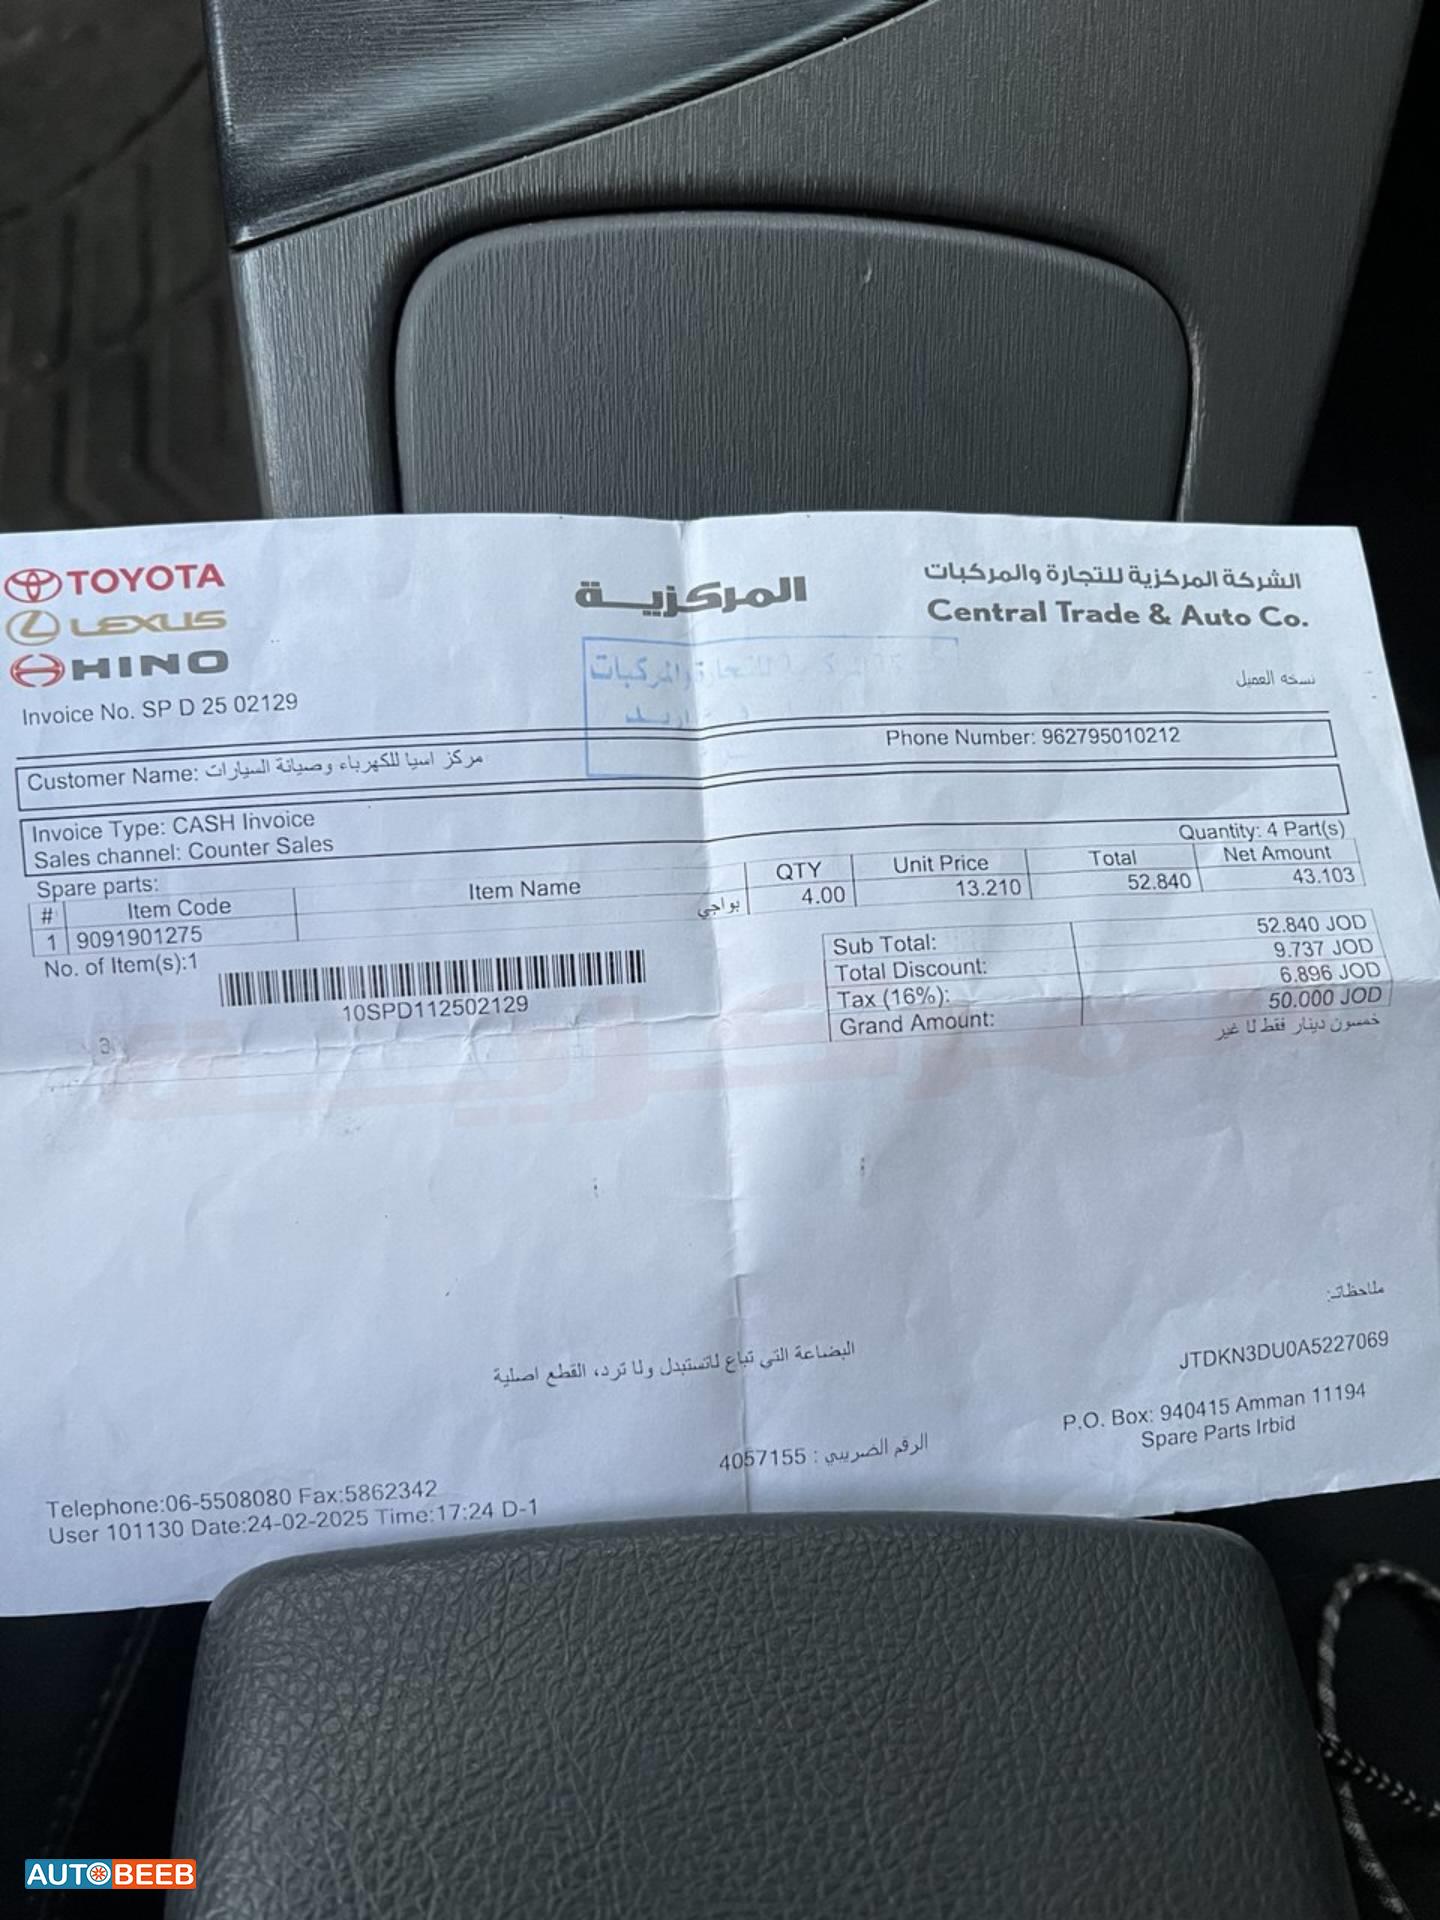 TOYOTA
LEXUS
HINO
المركزية
الشركة المركزية للتجارة والمركبات
Central Trade & Auto Co.
نسخه العميل
للتجارة والمركبات
اربد
Invoice No. SP D 25 02129
Customer Name: مركز اسيا للكهرباء وصيانة السيارات
Phone Number: 962795010212
Invoice Type: CASH Invoice
Sales channel: Counter Sales
Quantity: 4 Part(s)
Spare parts:
# Item Code Item Name QTY Unit Price Total Net Amount
1 9091901275 بواجي 4.00 13.210 52.840 43.103
No. of Item(s):1
10SPD112502129
Sub Total: 52.840 JOD
Total Discount: 9.737 JOD
Tax (16%): 6.896 JOD
Grand Amount: 50.000 JOD
خمسون دينار فقط لا غير
المركزية
ملاحظات:
JTDKN3DU0A5227069
البضاعة التي تباع لاتستبدل ولا ترد، القطع اصلية
P.O. Box: 940415 Amman 11194
Spare Parts Irbid
الرقم الضريبي : 4057155
Telephone:06-5508080 Fax:5862342
User 101130 Date:24-02-2025 Time:17:24 D-1
AUTOBEEB